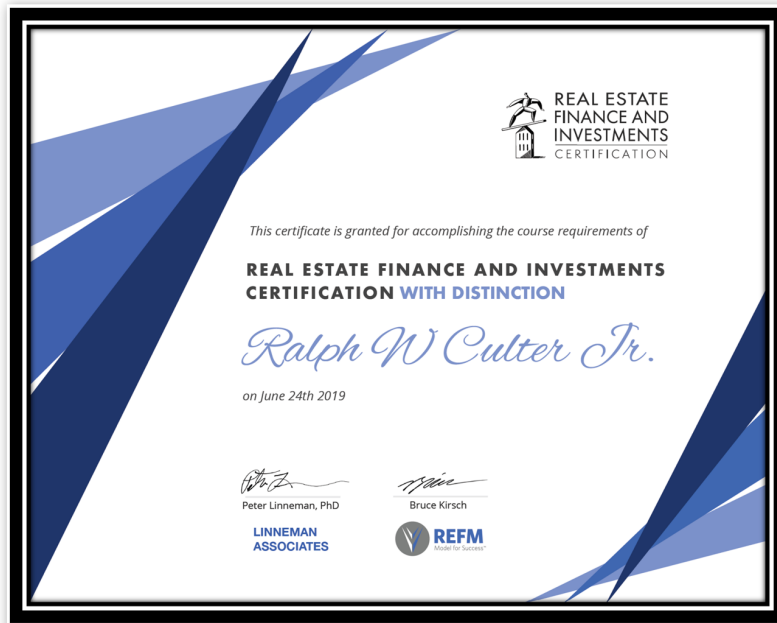 REAL ESTATE
FINANCE AND
INVESTMENTS
CERTIFICATION
This certificate is granted for accomplishing the course requirements of
REAL ESTATE FINANCE AND INVESTMENTS
CERTIFICATION WITH DISTINCTION
Ralph W Culter Jr.
on June 24th 2019
Peter Linneman, PhD
Bruce Kirsch
LINNEMAN
ASSOCIATES
REFM
Model for Success